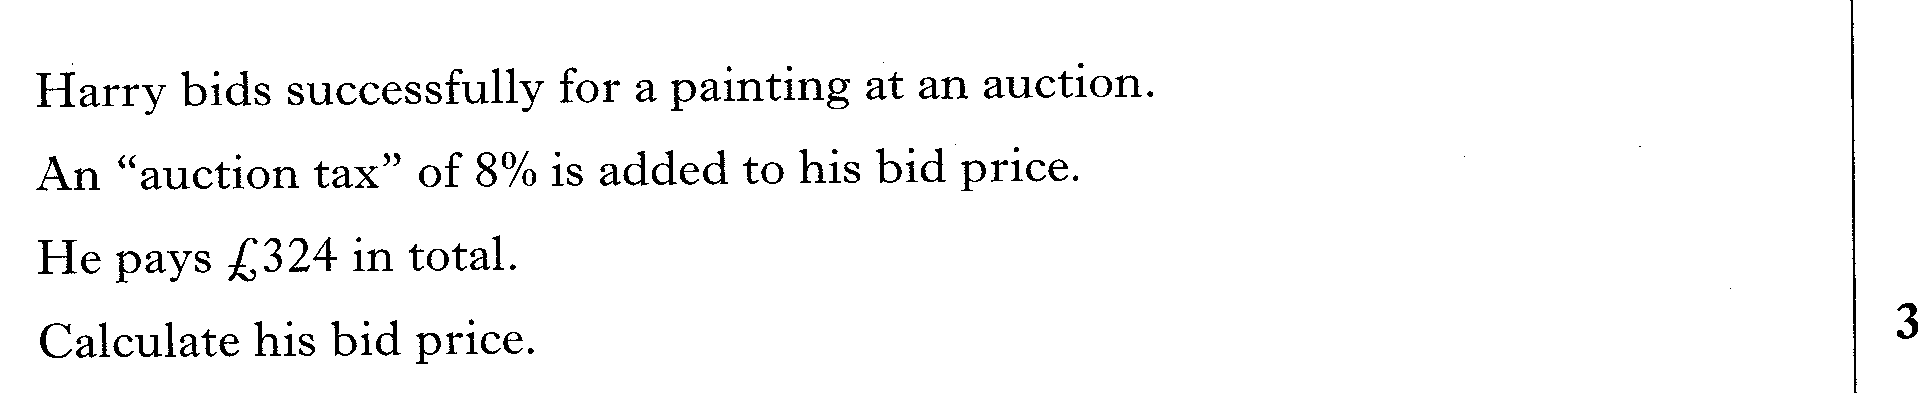 Harry bids successfully for a painting at an auction.
An “auction tax” of 8% is added to his bid price.
He pays £324 in total.
Calculate his bid price.
3